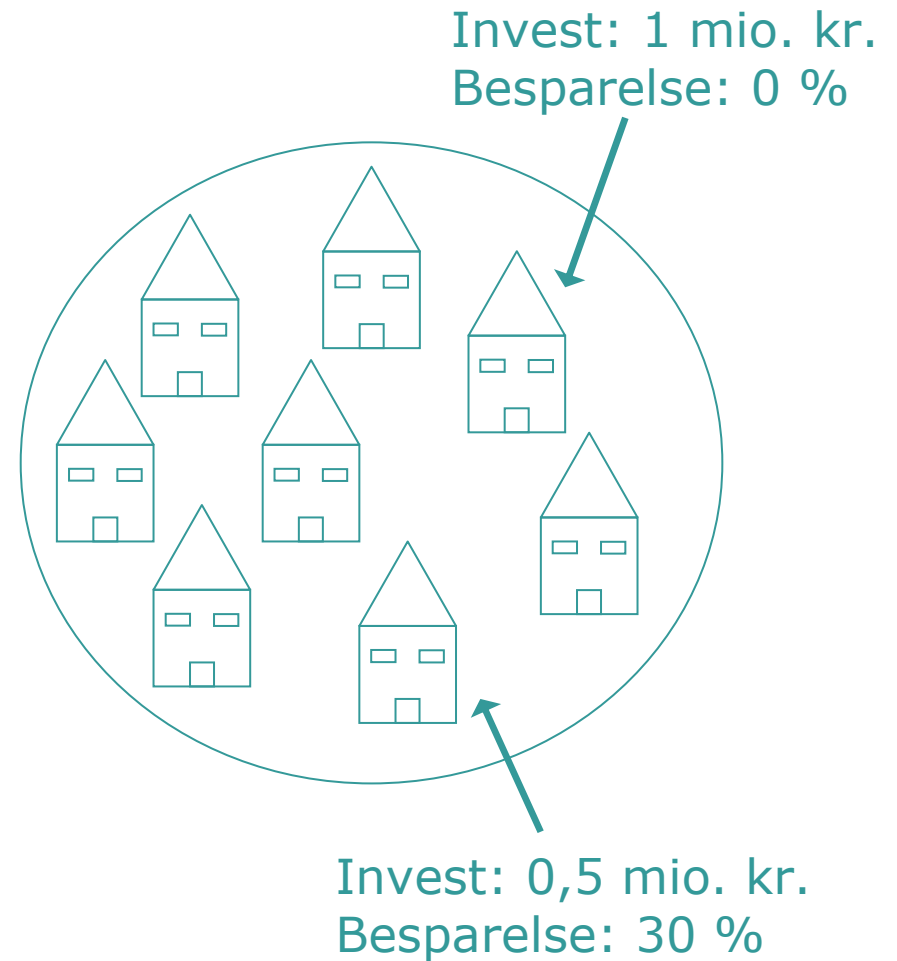 Invest: 1 mio. kr.
Besparelse: 0 %
Invest: 0,5 mio. kr.
Besparelse: 30 %